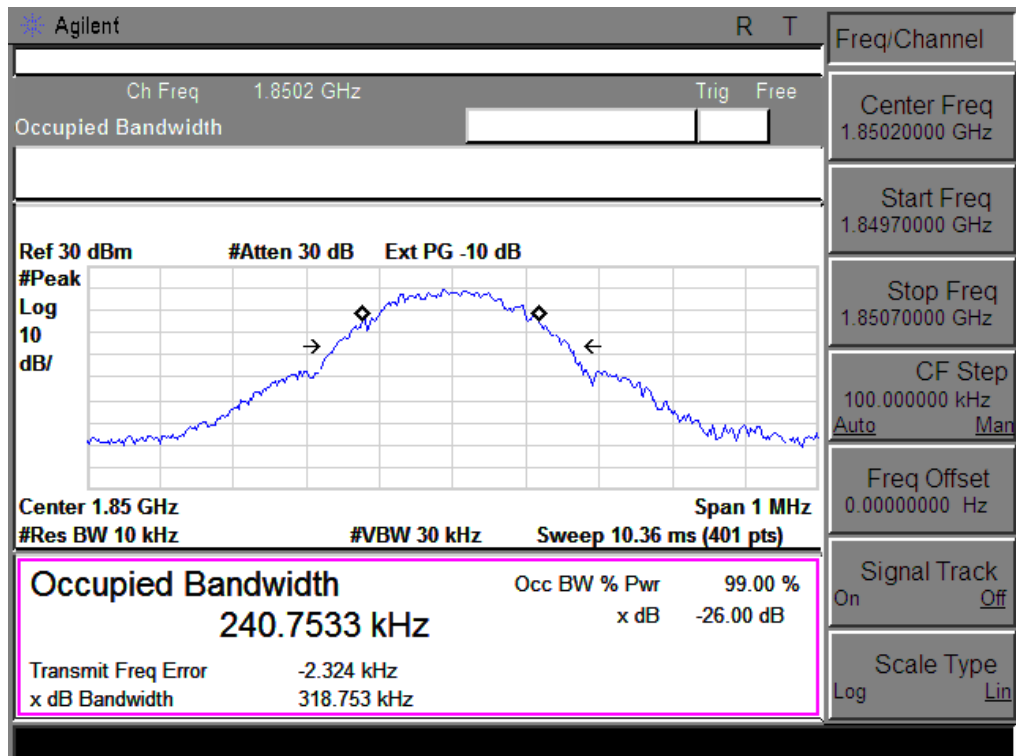 Agilent R T
Freq/Channel
Ch Freq 1.8502 GHz Trig Free
Occupied Bandwidth
Center Freq
1.85020000 GHz
Start Freq
1.84970000 GHz
Stop Freq
1.85070000 GHz
CF Step
100.000000 kHz
Auto Man
Freq Offset
0.00000000 Hz
Signal Track
On Off
Scale Type
Log Lin
Ref 30 dBm #Atten 30 dB Ext PG -10 dB
#Peak
Log
10
dB/
Center 1.85 GHz Span 1 MHz
#Res BW 10 kHz #VBW 30 kHz Sweep 10.36 ms (401 pts)
Occupied Bandwidth Occ BW % Pwr 99.00 %
240.7533 kHz x dB -26.00 dB
Transmit Freq Error -2.324 kHz
x dB Bandwidth 318.753 kHz